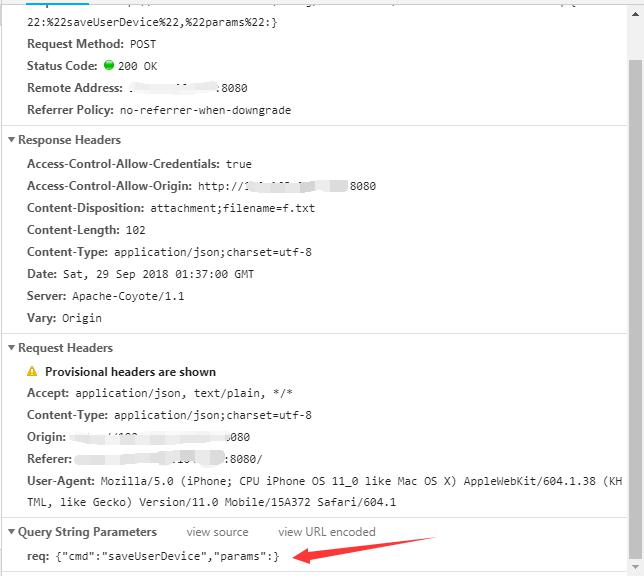 22:%22saveUserDevice%22,%22params%22:}
Request Method: POST
Status Code: 200 OK
Remote Address: :8080
Referrer Policy: no-referrer-when-downgrade
Response Headers
Access-Control-Allow-Credentials: true
Access-Control-Allow-Origin: http://1 8080
Content-Disposition: attachment;filename=f.txt
Content-Length: 102
Content-Type: application/json;charset=utf-8
Date: Sat, 29 Sep 2018 01:37:00 GMT
Server: Apache-Coyote/1.1
Vary: Origin
Request Headers
Provisional headers are shown
Accept: application/json, text/plain, */*
Content-Type: application/json;charset=utf-8
Origin: 8080
Referer: :8080/
User-Agent: Mozilla/5.0 (iPhone; CPU iPhone OS 11_0 like Mac OS X) AppleWebKit/604.1.38 (KH
TML, like Gecko) Version/11.0 Mobile/15A372 Safari/604.1
Query String Parameters view source view URL encoded
req: {"cmd":"saveUserDevice","params":}